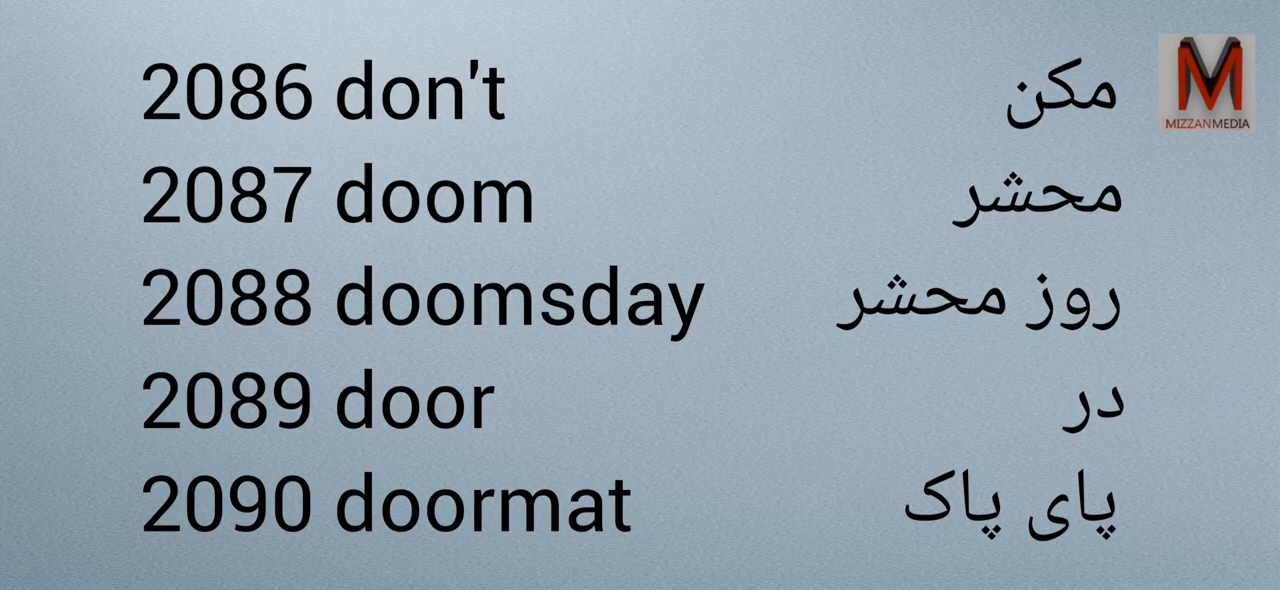 2086 don't مکن
2087 doom محشر
2088 doomsday روز محشر
2089 door در
2090 doormat پای پاک
MIZZANMEDIA